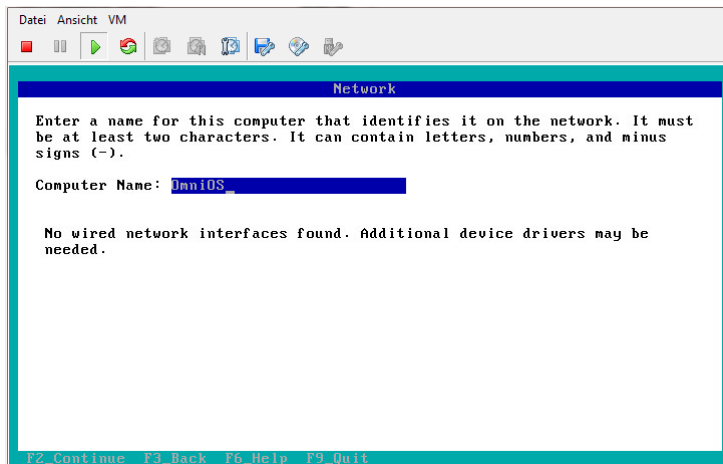 Datei Ansicht VM
Network
Enter a name for this computer that identifies it on the network. It must
be at least two characters. It can contain letters, numbers, and minus
signs (-).
Computer Name: OmniOS_
No wired network interfaces found. Additional device drivers may be
needed.
F2_Continue F3_Back F6_Help F9_Quit